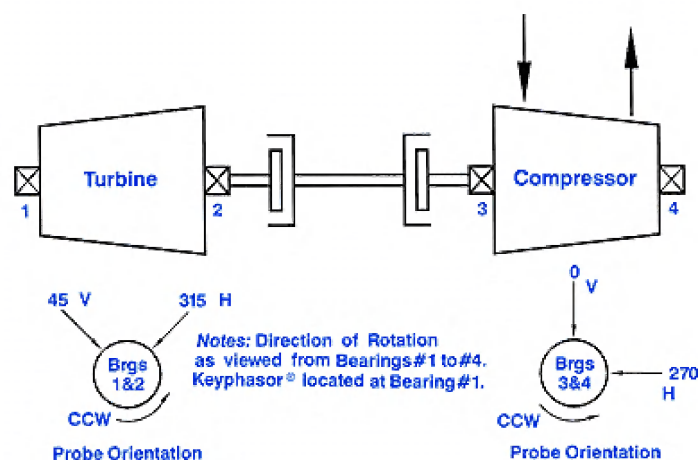 Turbine
Compressor
1
2
3
4
0
V
45 V
315 H
Notes: Direction of Rotation
as viewed from Bearings#1 to#4.
Keyphasor® located at Bearing#1.
Brgs
1&2
Brgs
3&4
270
H
CCW
CCW
Probe Orientation
Probe Orientation